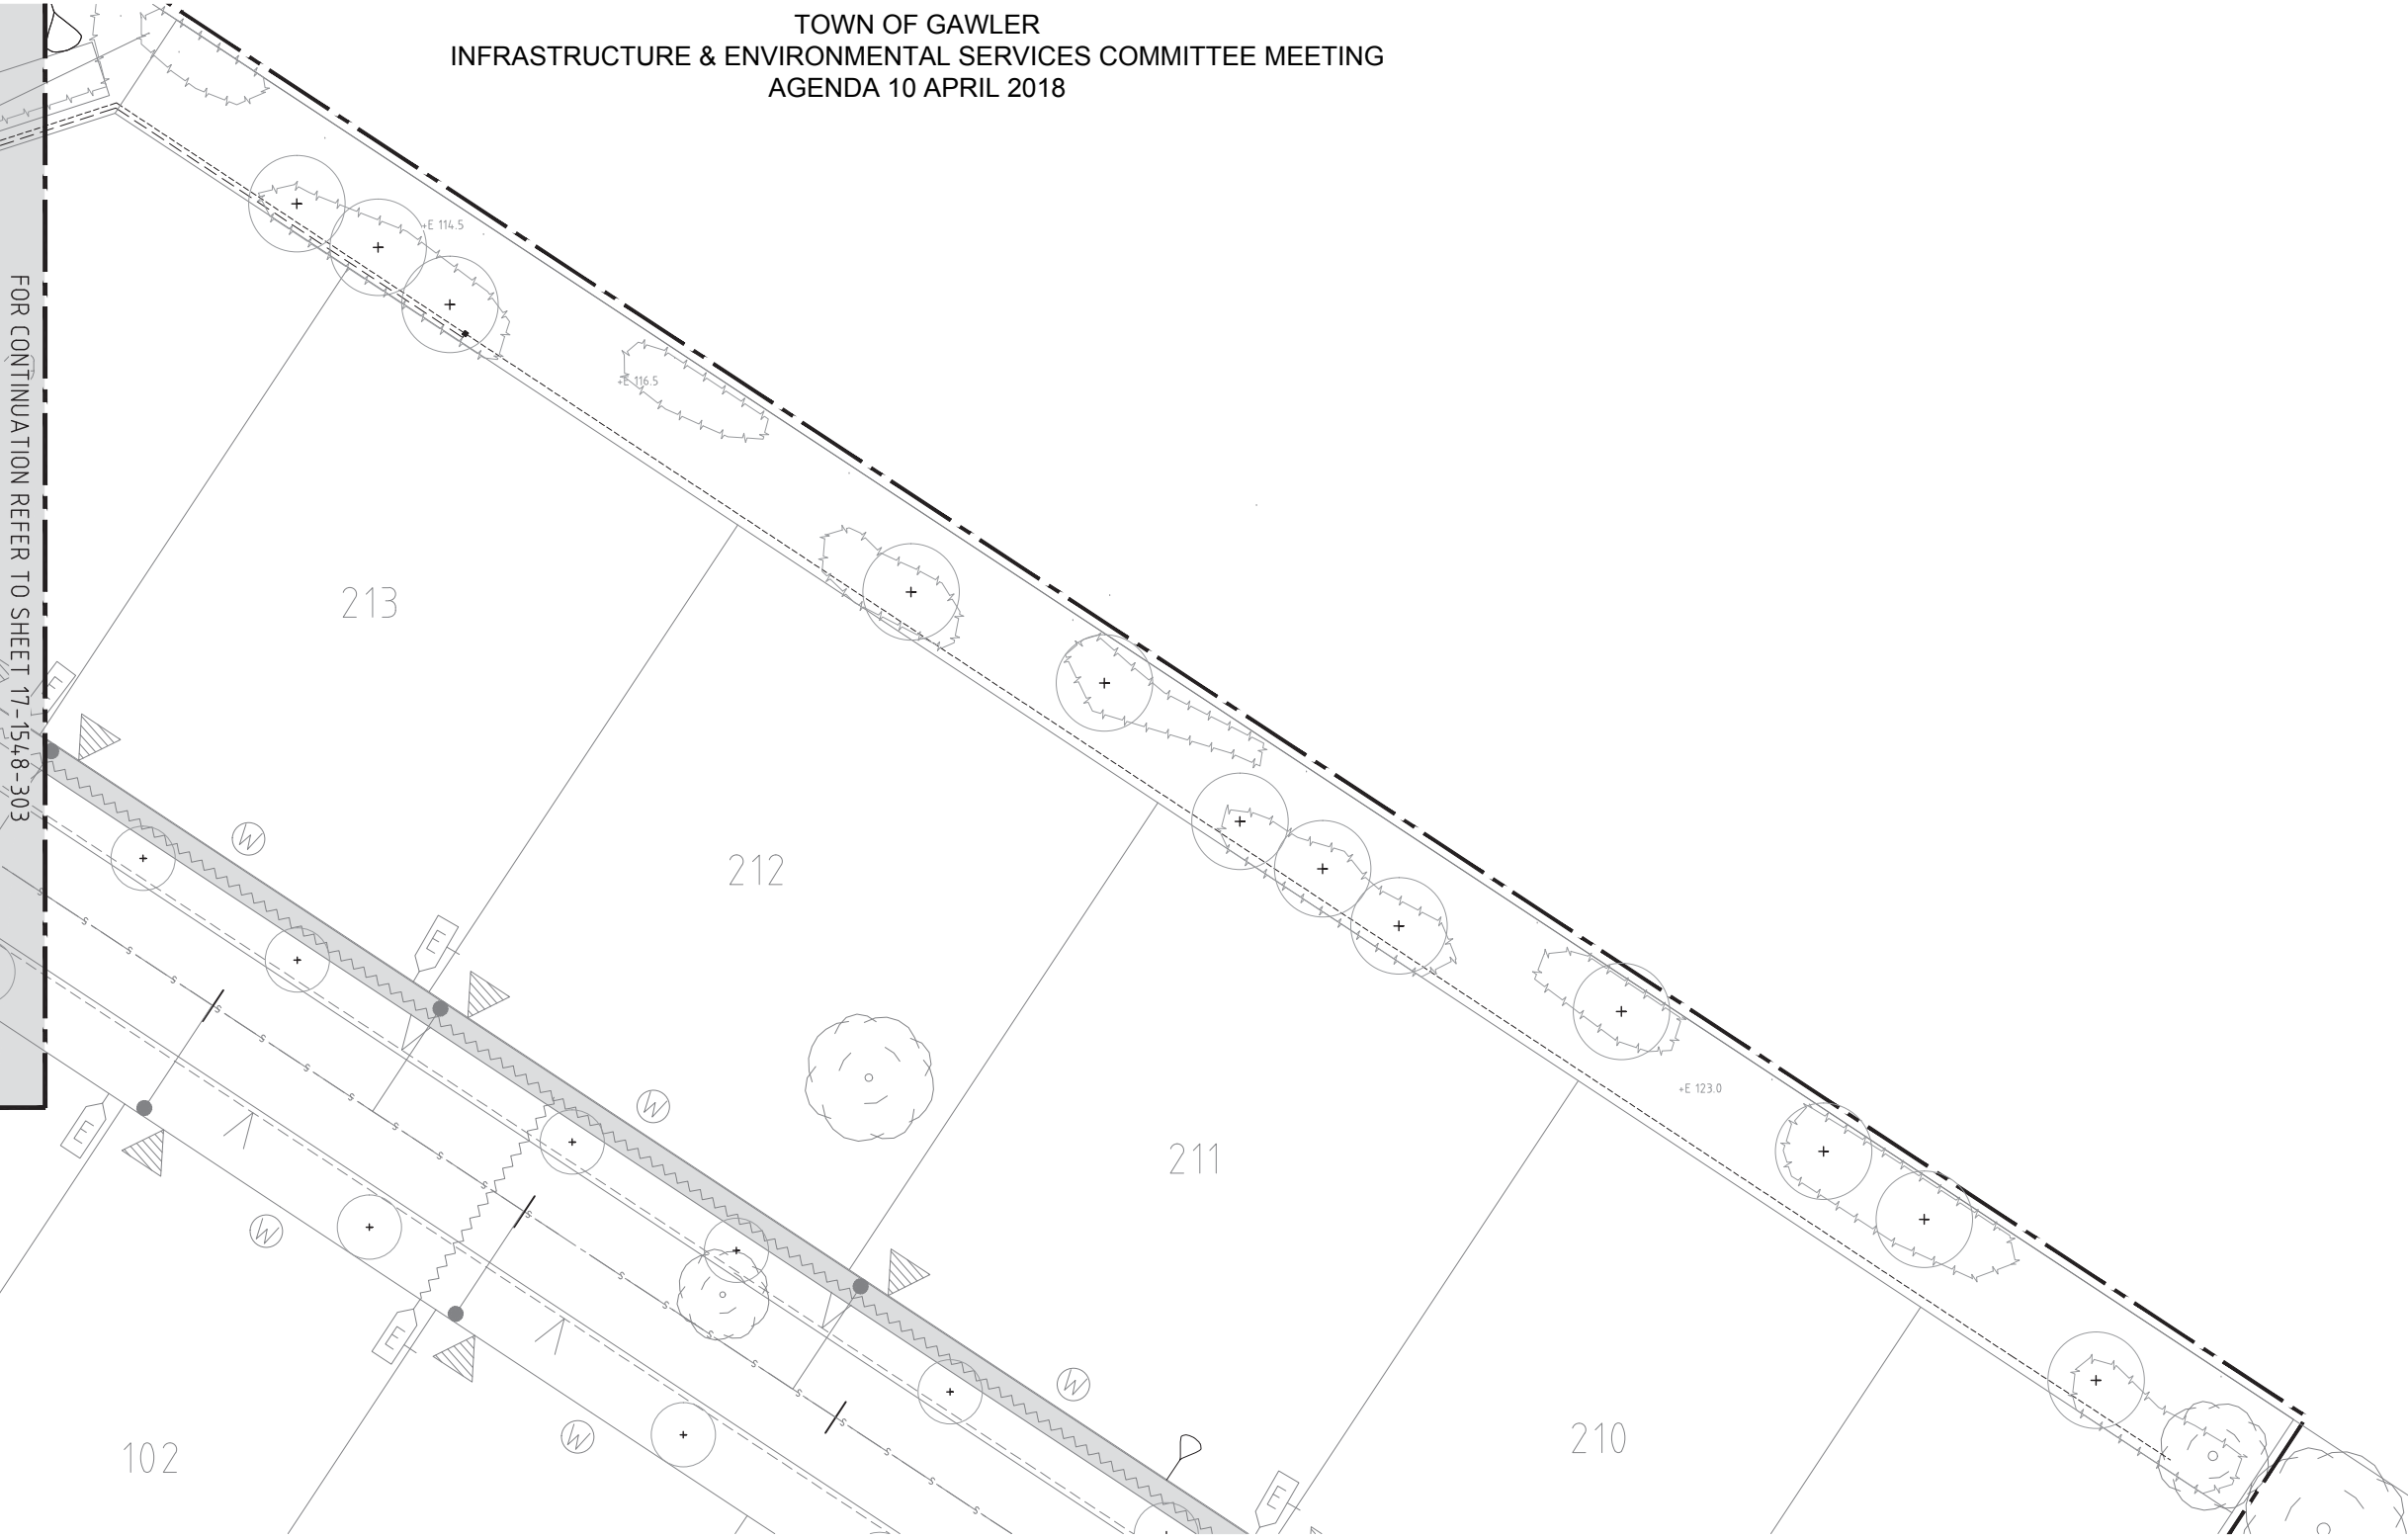 TOWN OF GAWLER
INFRASTRUCTURE & ENVIRONMENTAL SERVICES COMMITTEE MEETING
AGENDA 10 APRIL 2018
FOR CONTINUATION REFER TO SHEET 17-1548-303
+E 114.5
+E 116.5
213
E
W
212
E
W
+E 123.0
211
E
W
E
W
W
102
210
E